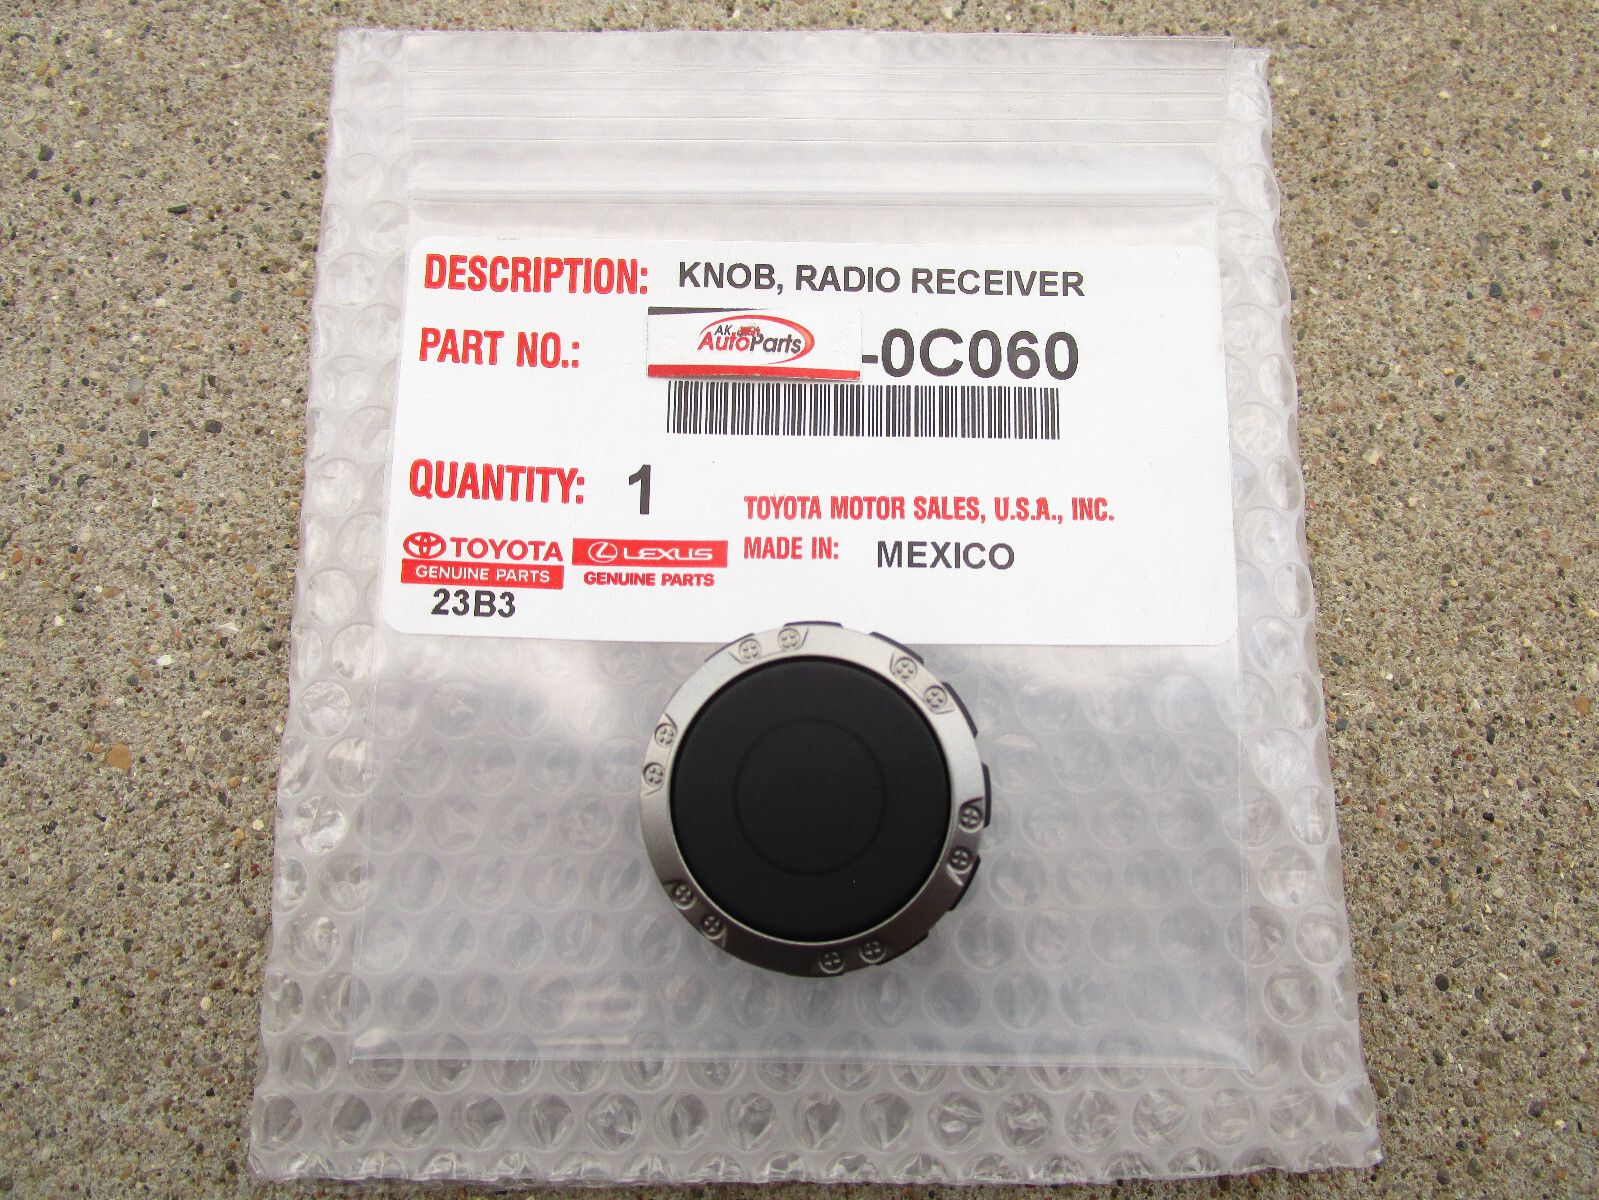 DESCRIPTION: KNOB, RADIO RECEIVER
PART NO.: AK AutoParts -0C060
QUANTITY: 1
TOYOTA MOTOR SALES, U.S.A., INC.
TOYOTA LEXUS MADE IN: MEXICO
GENUINE PARTS GENUINE PARTS
23B3